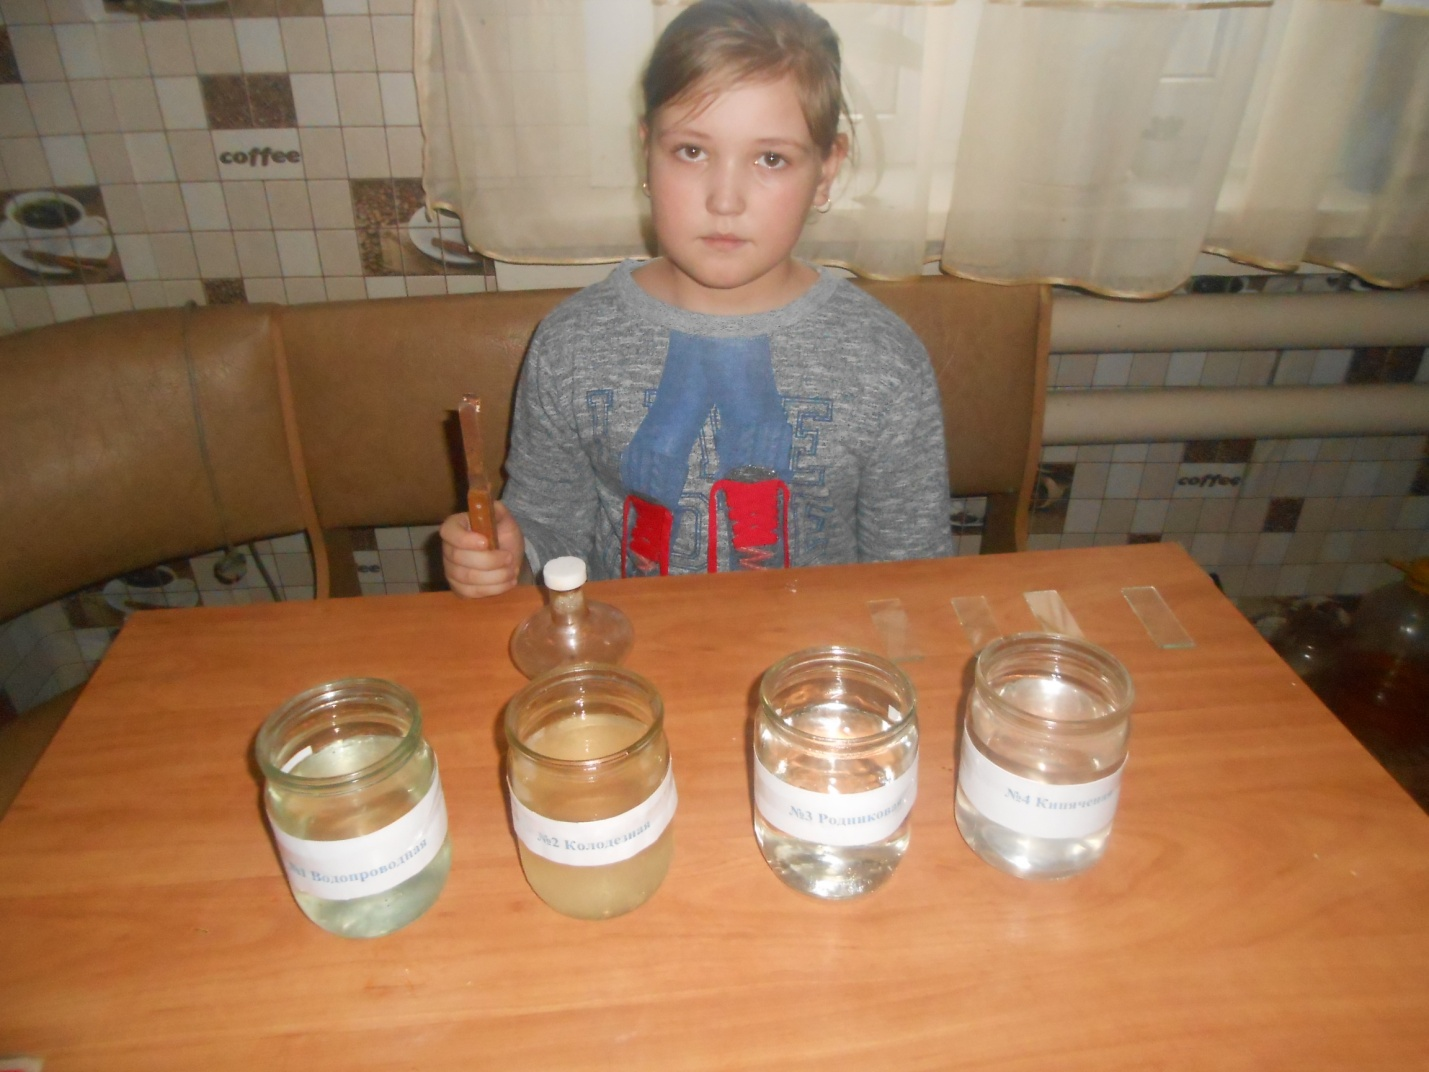 coffee
coffee
№1 Водопроводная
№2 Колодезная
№3 Родниковая
№4 Кипяченая